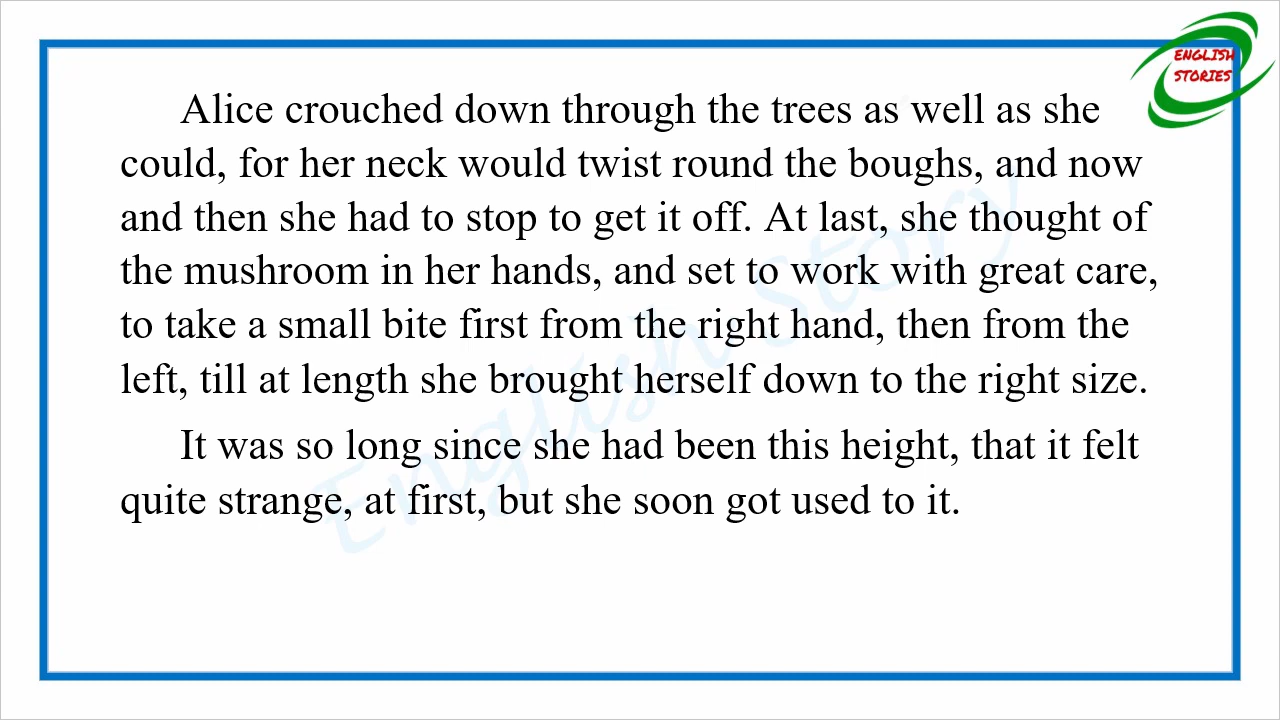 ENGLISH
STORIES
Alice crouched down through the trees as well as she
could, for her neck would twist round the boughs, and now
and then she had to stop to get it off. At last, she thought of
the mushroom in her hands, and set to work with great care,
to take a small bite first from the right hand, then from the
left, till at length she brought herself down to the right size.
It was so long since she had been this height, that it felt
quite strange, at first, but she soon got used to it.
English Story